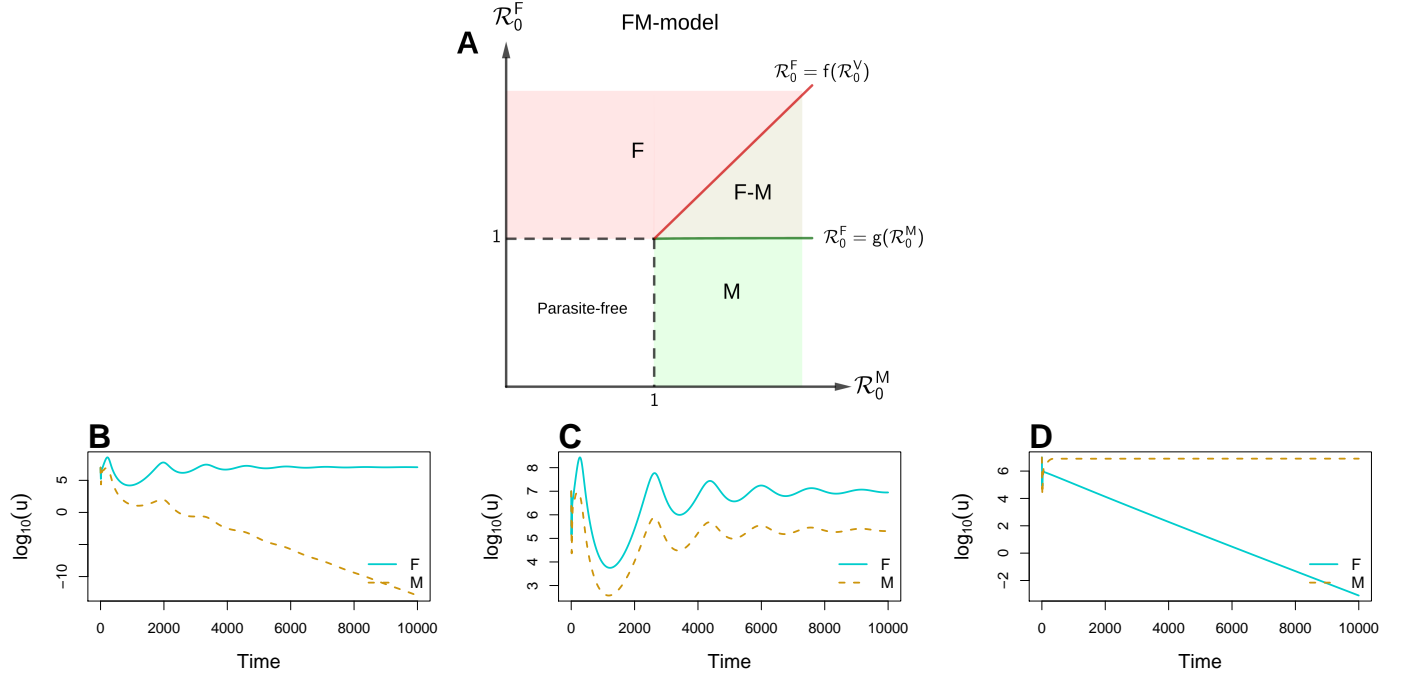 FM-model
A
ℛ₀ᶠ
ℛ₀ᶠ = f(ℛ₀ⱽ)
F
F-M
1
ℛ₀ᶠ = g(ℛ₀ᴹ)
M
Parasite-free
1
ℛ₀ᴹ
B
log₁₀(u)
5
0
−10
F
M
0 2000 4000 6000 8000 10000
Time
C
log₁₀(u)
8
7
6
5
4
3
F
M
0 2000 4000 6000 8000 10000
Time
D
log₁₀(u)
6
4
2
0
−2
F
M
0 2000 4000 6000 8000 10000
Time